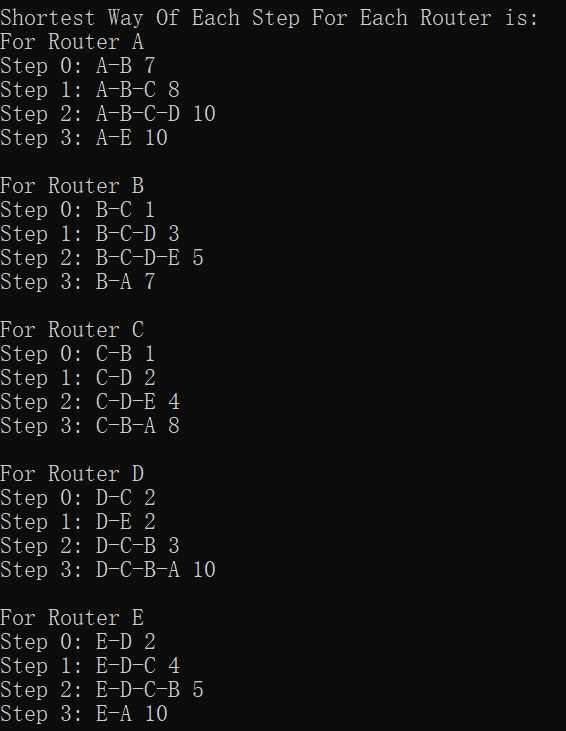 Shortest Way Of Each Step For Each Router is:
For Router A
Step 0: A-B 7
Step 1: A-B-C 8
Step 2: A-B-C-D 10
Step 3: A-E 10

For Router B
Step 0: B-C 1
Step 1: B-C-D 3
Step 2: B-C-D-E 5
Step 3: B-A 7

For Router C
Step 0: C-B 1
Step 1: C-D 2
Step 2: C-D-E 4
Step 3: C-B-A 8

For Router D
Step 0: D-C 2
Step 1: D-E 2
Step 2: D-C-B 3
Step 3: D-C-B-A 10

For Router E
Step 0: E-D 2
Step 1: E-D-C 4
Step 2: E-D-C-B 5
Step 3: E-A 10